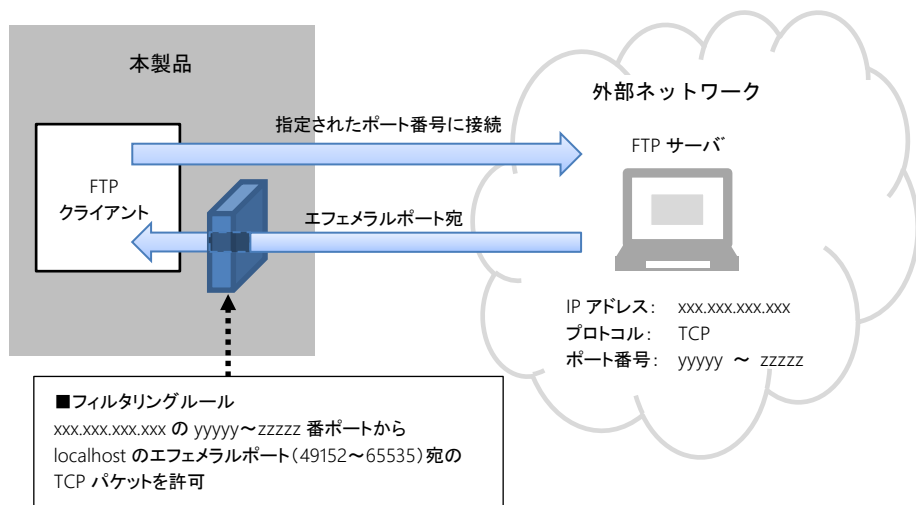 本製品
外部ネットワーク
指定されたポート番号に接続
FTP サーバ
FTP
クライアント
エフェメラルポート宛
IP アドレス： xxx.xxx.xxx.xxx
プロトコル： TCP
ポート番号： yyyyy ～ zzzzz
■フィルタリングルール
xxx.xxx.xxx.xxx の yyyyy～zzzzz 番ポートから
localhost のエフェメラルポート（49152～65535）宛の
TCP パケットを許可